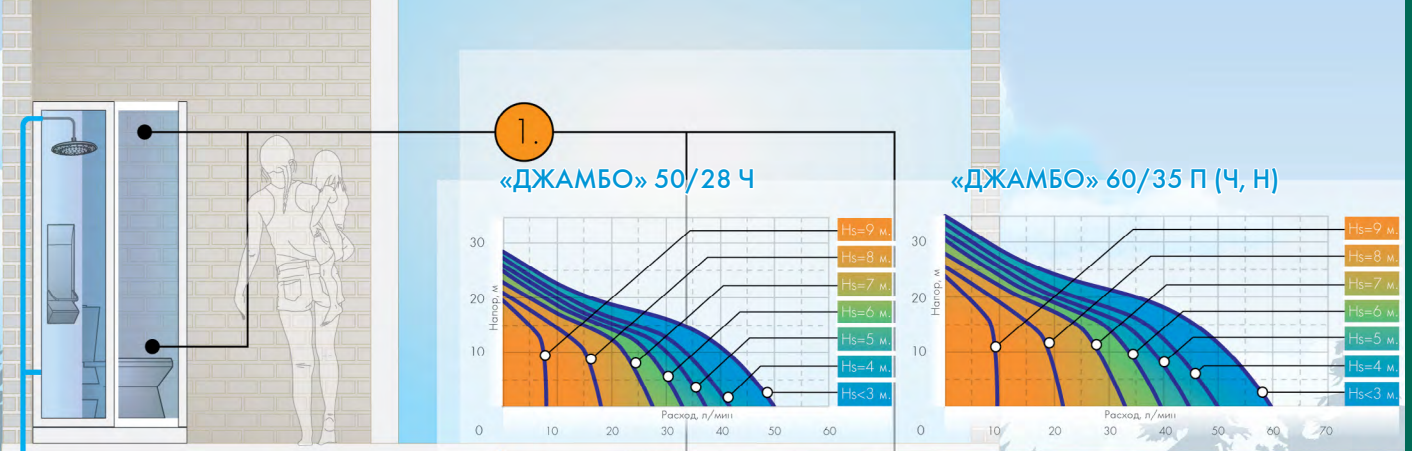 1.
«ДЖАМБО» 50/28 Ч
30
20
10
Напор, м
Hs=9 м.
Hs=8 м.
Hs=7 м.
Hs=6 м.
Hs=5 м.
Hs=4 м.
Hs<3 м.
Расход, л/мин
0 10 20 30 40 50 60
«ДЖАМБО» 60/35 П (Ч, Н)
30
20
10
Напор, м
Hs=9 м.
Hs=8 м.
Hs=7 м.
Hs=6 м.
Hs=5 м.
Hs=4 м.
Hs<3 м.
Расход, л/мин
0 10 20 30 40 50 60 70